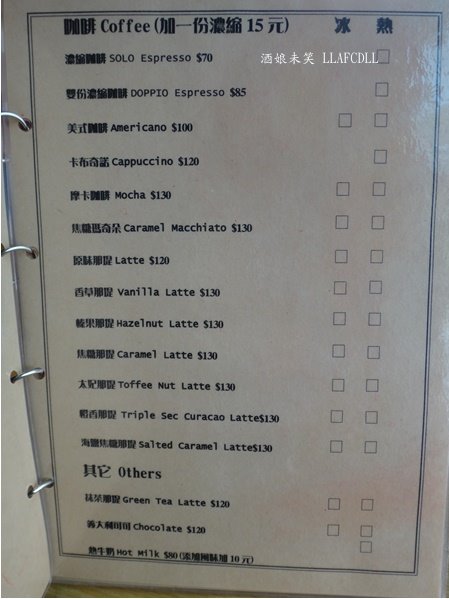 咖啡 Coffee(加一份濃縮 15 元) 冰 熱
酒娘未笑 LLAFCDLL
濃縮咖啡 SOLO Espresso $70
雙份濃縮咖啡 DOPPIO Espresso $85
美式咖啡 Americano $100
卡布奇諾 Cappuccino $120
摩卡咖啡 Mocha $130
焦糖瑪奇朵 Caramel Macchiato $130
原味那堤 Latte $120
香草那堤 Vanilla Latte $130
榛果那堤 Hazelnut Latte $130
焦糖那堤 Caramel Latte $130
太妃那堤 Toffee Nut Latte $130
橙香那堤 Triple Sec Curacao Latte$130
海鹽焦糖那堤 Salted Caramel Latte$130
其它 Others
抹茶那堤 Green Tea Latte $120
義大利可可 Chocolate $120
熱牛奶 Hot Milk $80(添加風味加 10 元)